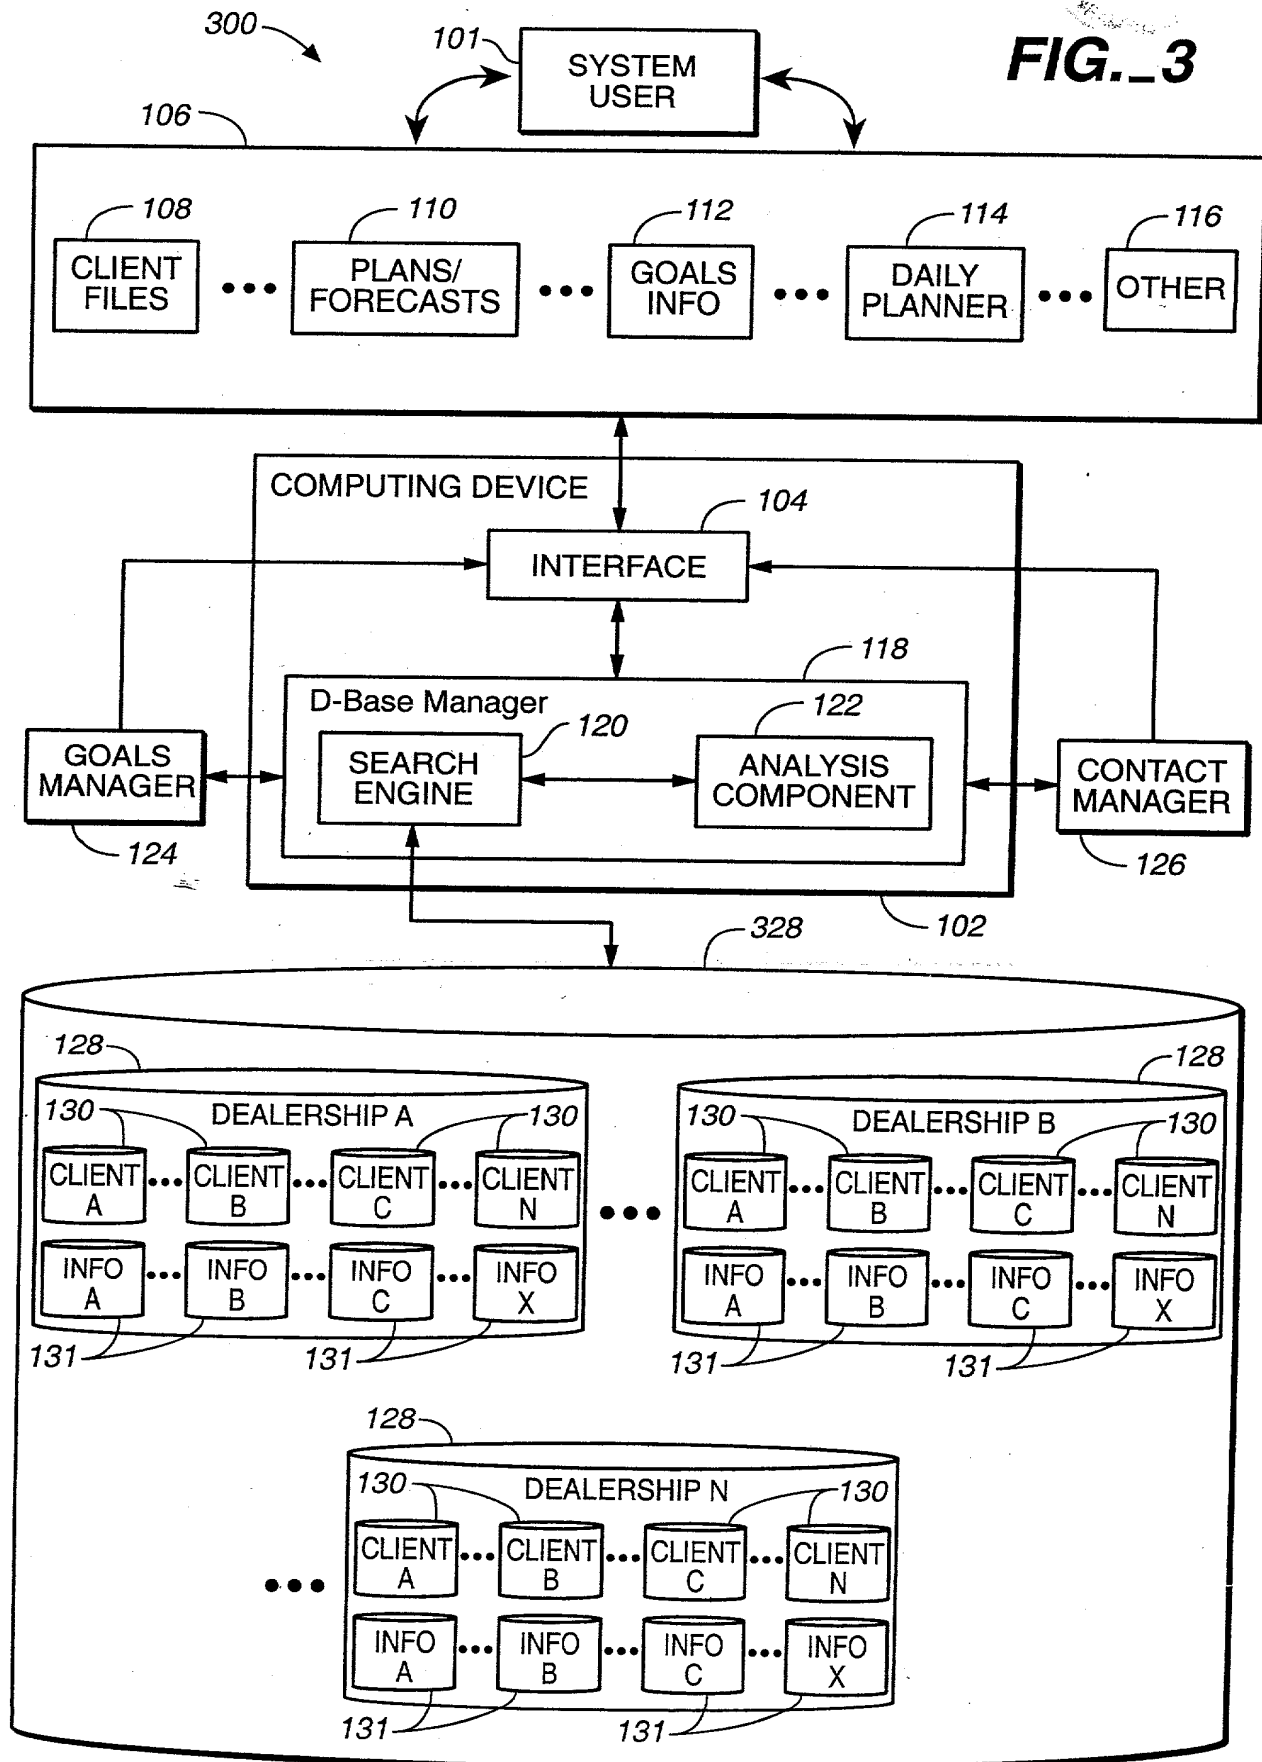 300
101
SYSTEM
USER
FIG._3
106
108
CLIENT
FILES
110
PLANS/
FORECASTS
112
GOALS
INFO
114
DAILY
PLANNER
116
OTHER
COMPUTING DEVICE
104
INTERFACE
118
D-Base Manager
120
SEARCH
ENGINE
122
ANALYSIS
COMPONENT
GOALS
MANAGER
124
CONTACT
MANAGER
126
102
328
128
DEALERSHIP A
130
130
CLIENT
A
CLIENT
B
CLIENT
C
CLIENT
N
INFO
A
INFO
B
INFO
C
INFO
X
131
131
128
DEALERSHIP B
130
130
CLIENT
A
CLIENT
B
CLIENT
C
CLIENT
N
INFO
A
INFO
B
INFO
C
INFO
X
131
131
128
DEALERSHIP N
130
130
CLIENT
A
CLIENT
B
CLIENT
C
CLIENT
N
INFO
A
INFO
B
INFO
C
INFO
X
131
131